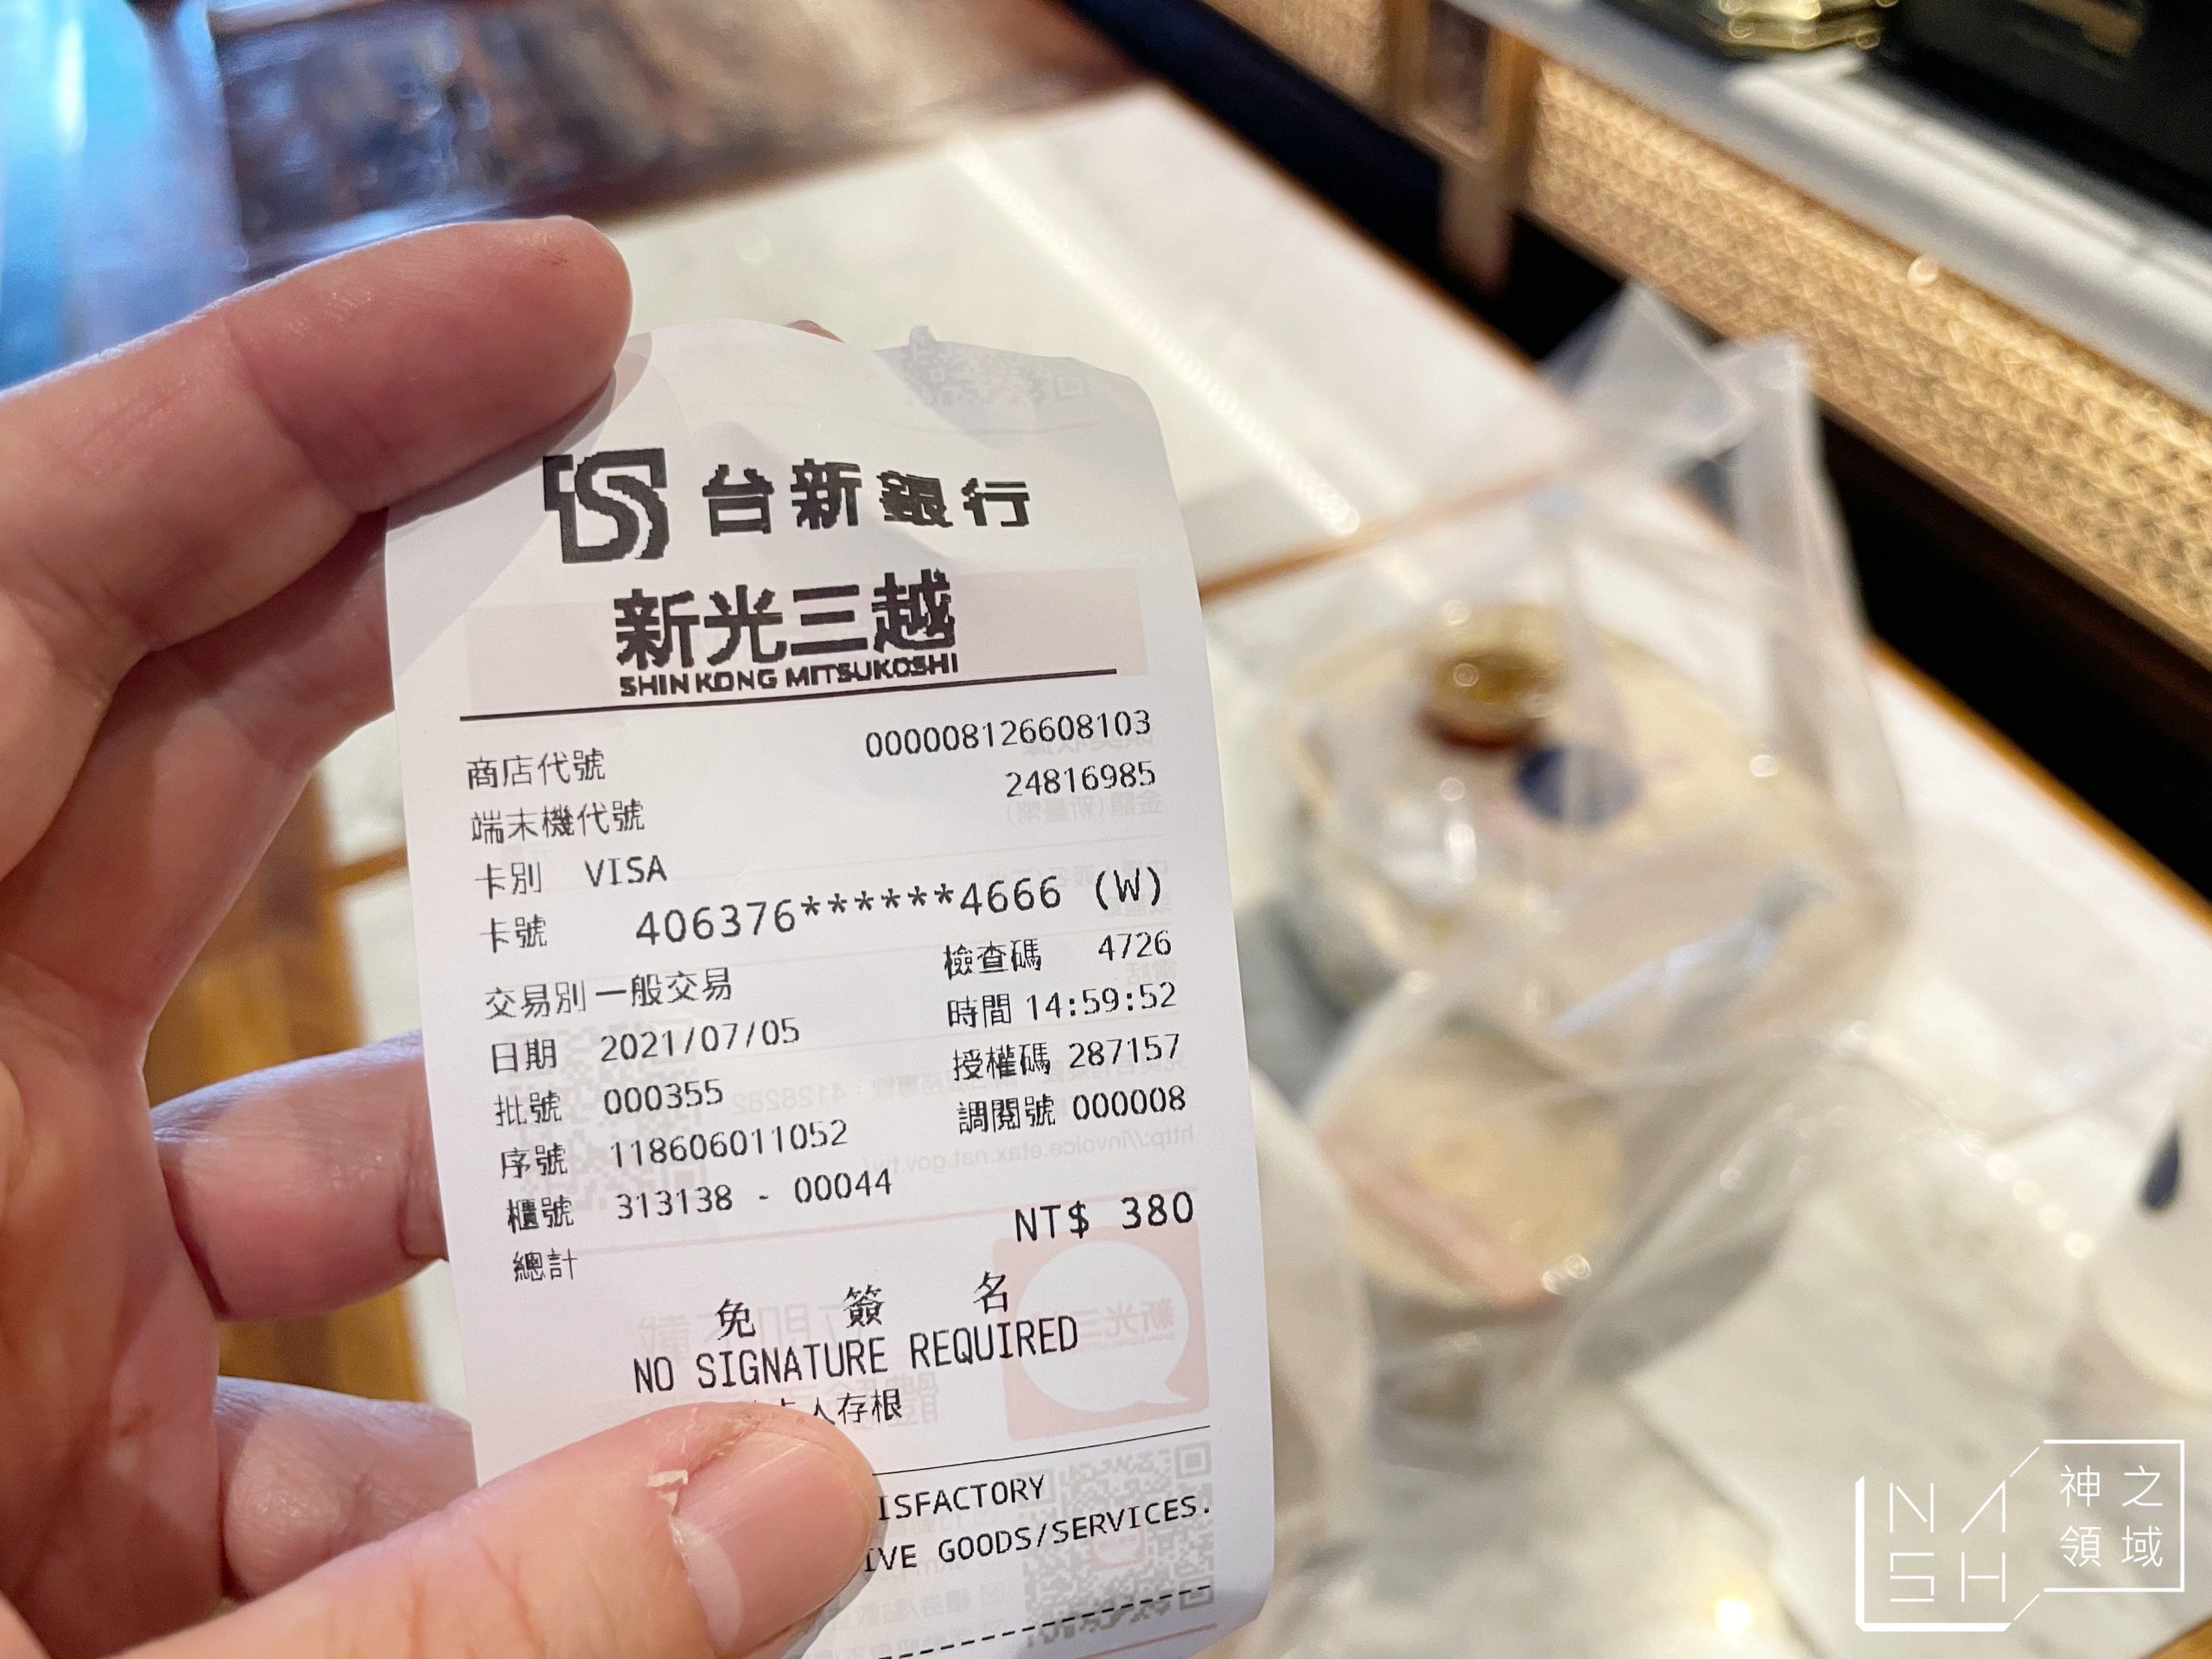 台新銀行
新光三越
SHIN KONG MITSUKOSHI
商店代號 000008126608103
端末機代號 24816985
卡別 VISA
卡號 406376******4666 (W)
交易別 一般交易 檢查碼 4726
日期 2021/07/05 時間 14:59:52
批號 000355 授權碼 287157
序號 118606011052 調閱號 000008
櫃號 313138 - 00044
總計 NT$ 380
免簽名
NO SIGNATURE REQUIRED
人存根
ISFACTORY
IVE GOODS/SERVICES.
NASH
神之
領域